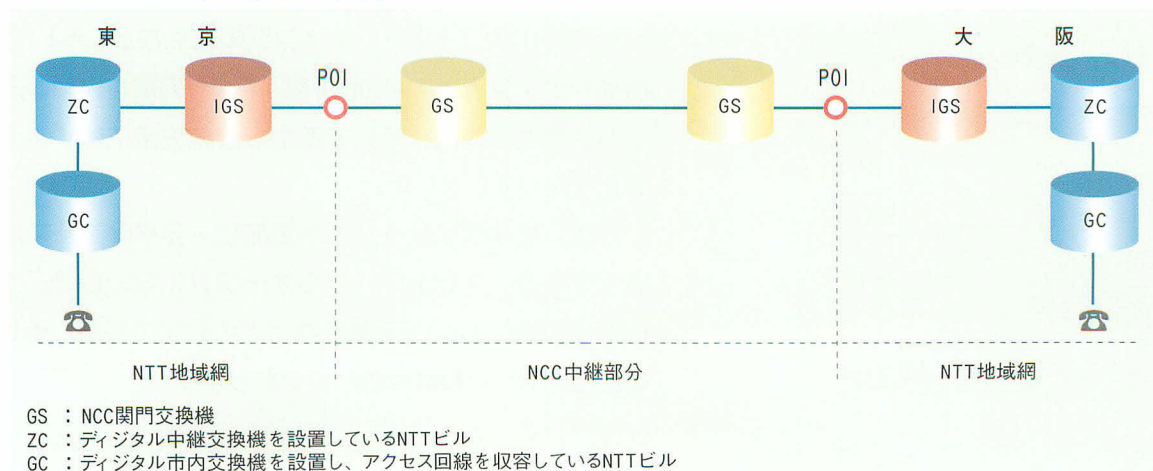 東 京
大 阪
ZC
IGS
POI
GS
GS
POI
IGS
ZC
GC
GC
NTT地域網
NCC中継部分
NTT地域網
GS : NCC関門交換機
ZC : ディジタル中継交換機を設置しているNTTビル
GC : ディジタル市内交換機を設置し、アクセス回線を収容しているNTTビル